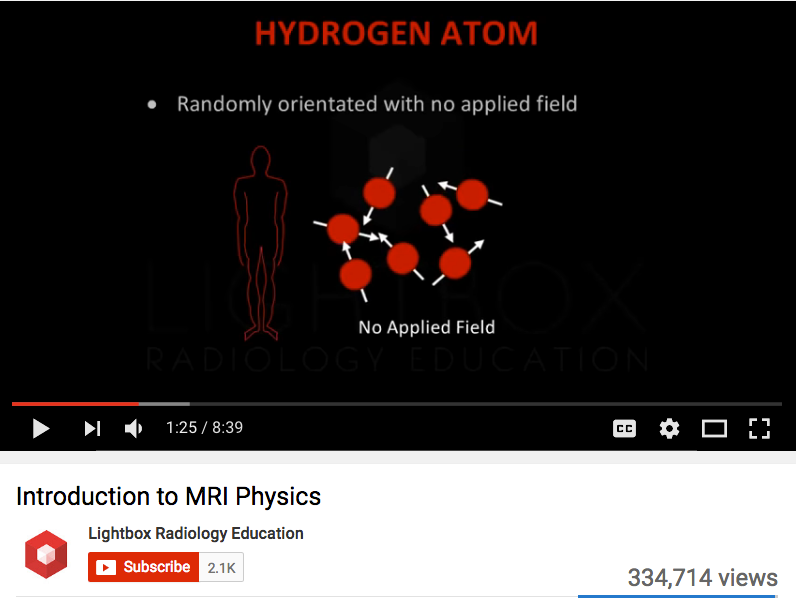 HYDROGEN ATOM
• Randomly orientated with no applied field
No Applied Field
LIGHTBOX
RADIOLOGY EDUCATION
1:25 / 8:39
CC
Introduction to MRI Physics
Lightbox Radiology Education
Subscribe 2.1K
334,714 views